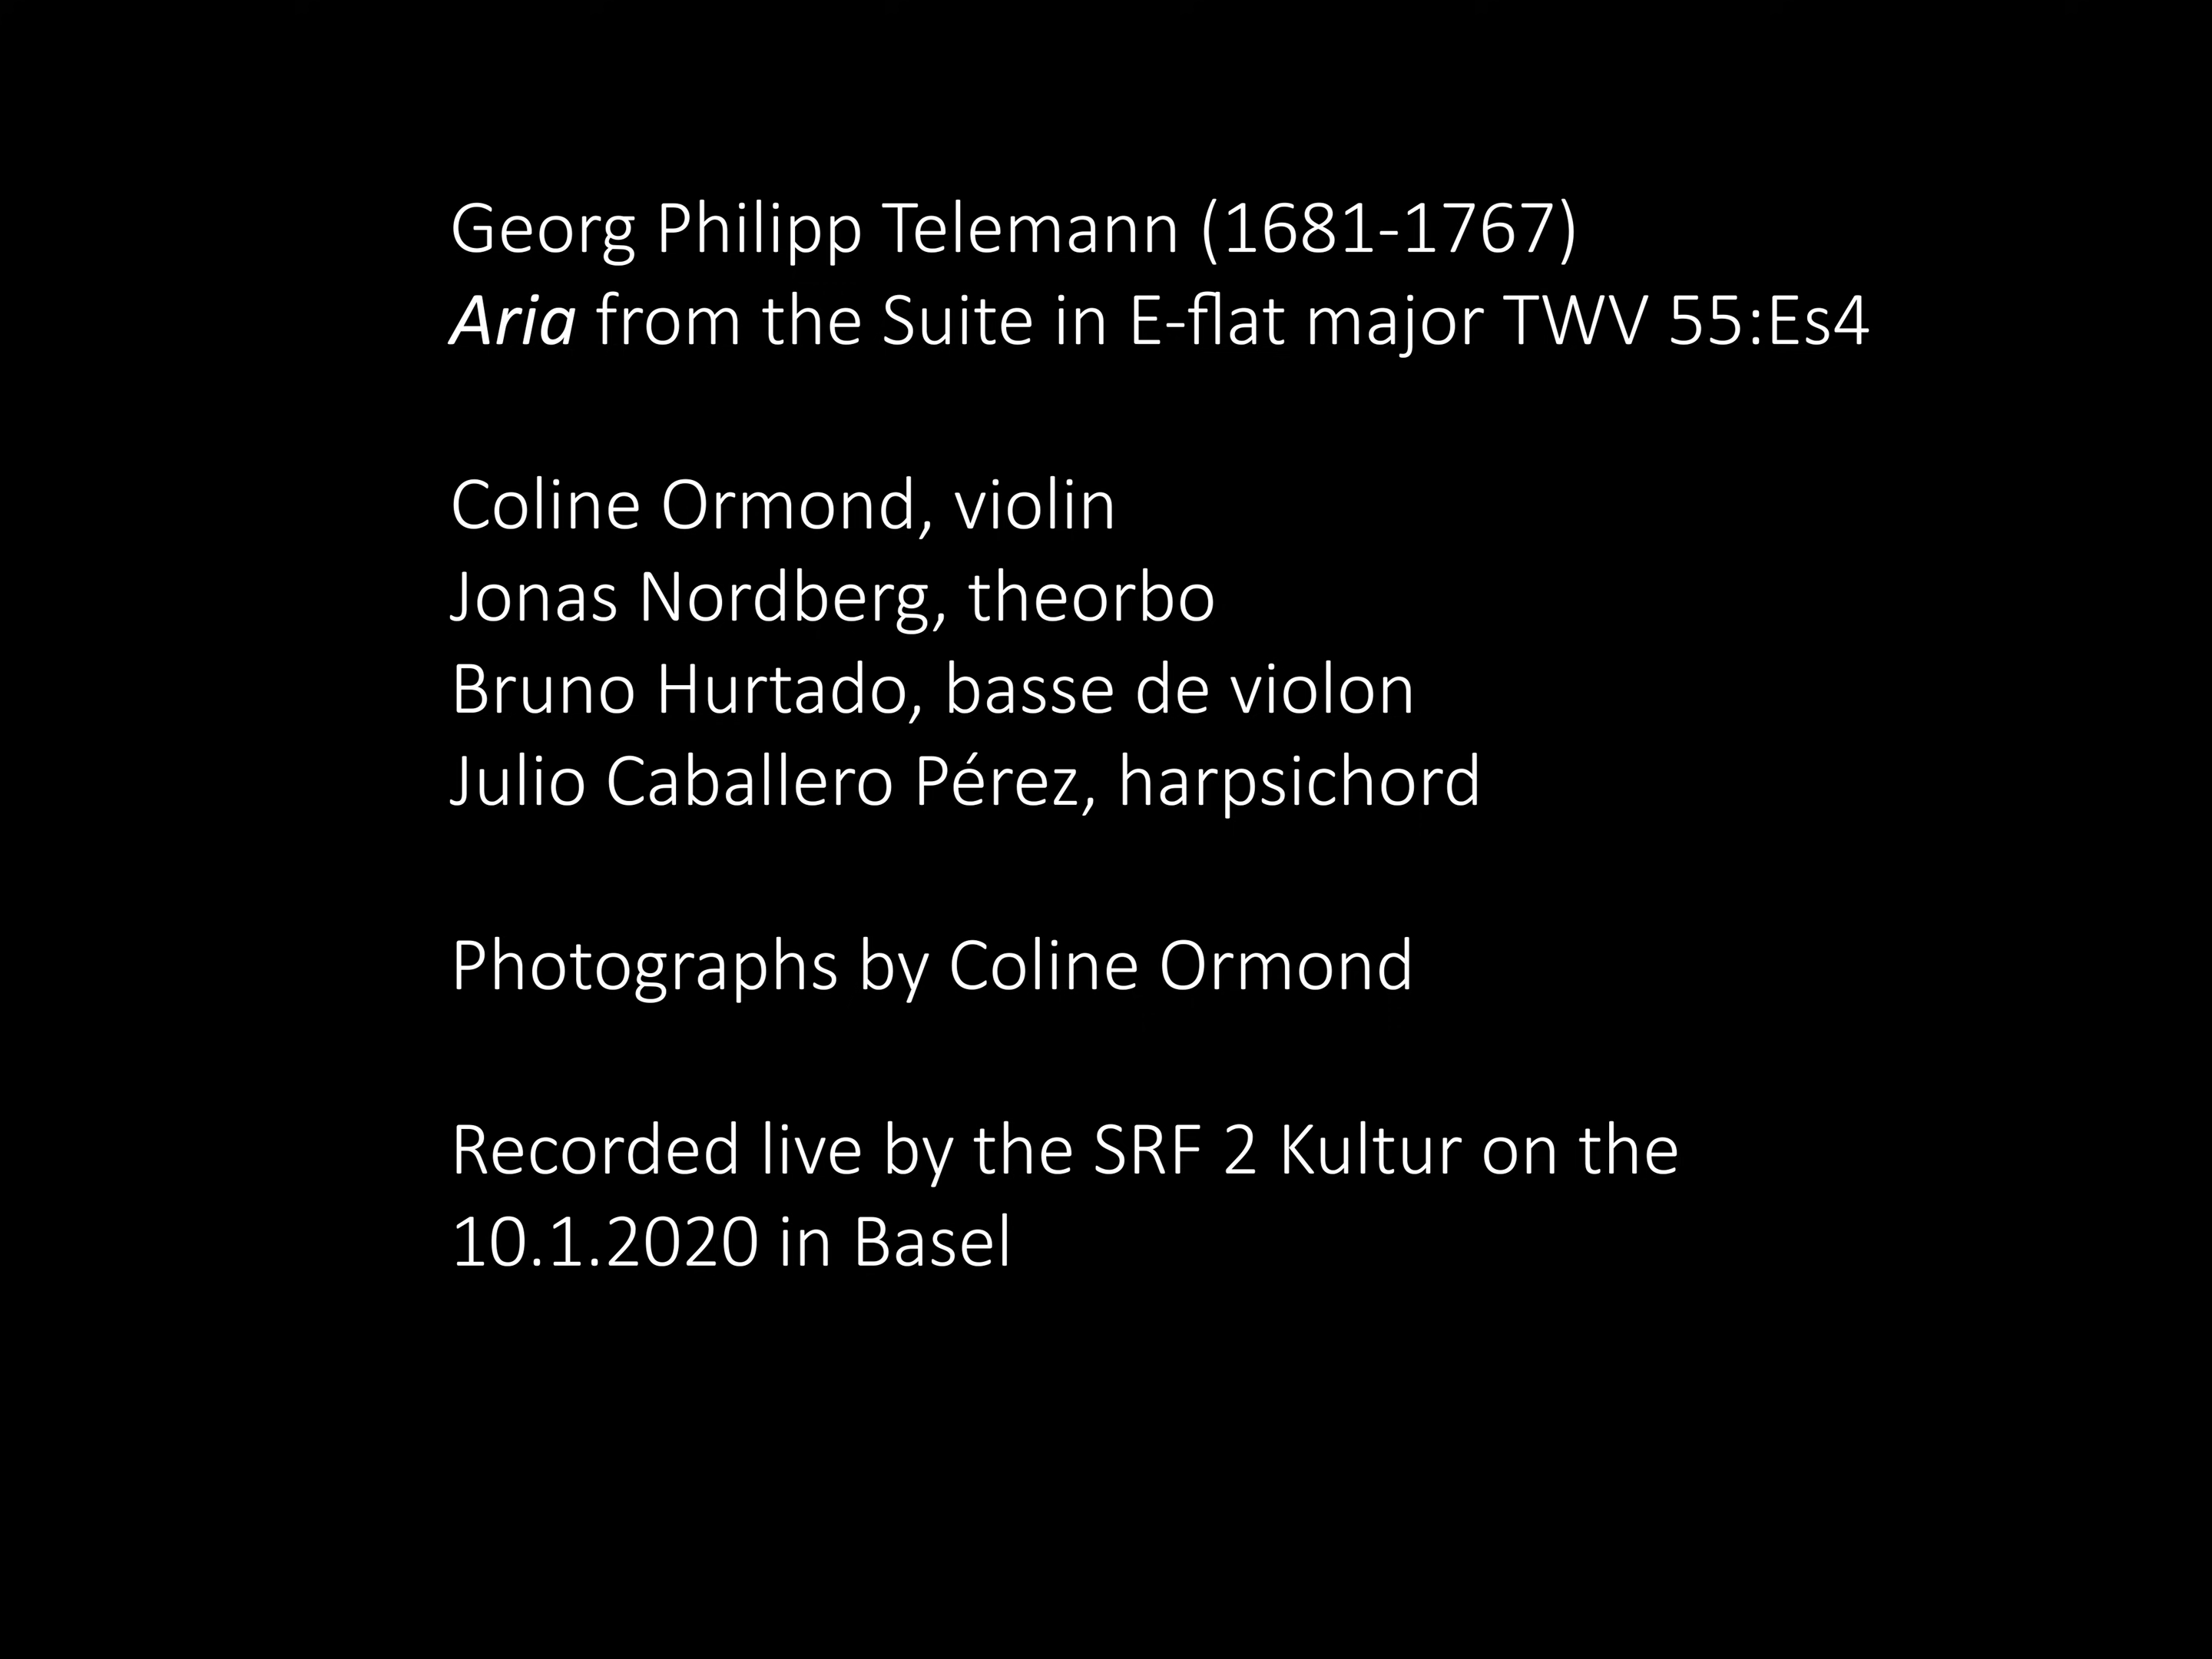 Georg Philipp Telemann (1681-1767)
Aria from the Suite in E-flat major TWV 55:Es4
Coline Ormond, violin
Jonas Nordberg, theorbo
Bruno Hurtado, basse de violon
Julio Caballero Pérez, harpsichord
Photographs by Coline Ormond
Recorded live by the SRF 2 Kultur on the
10.1.2020 in Basel